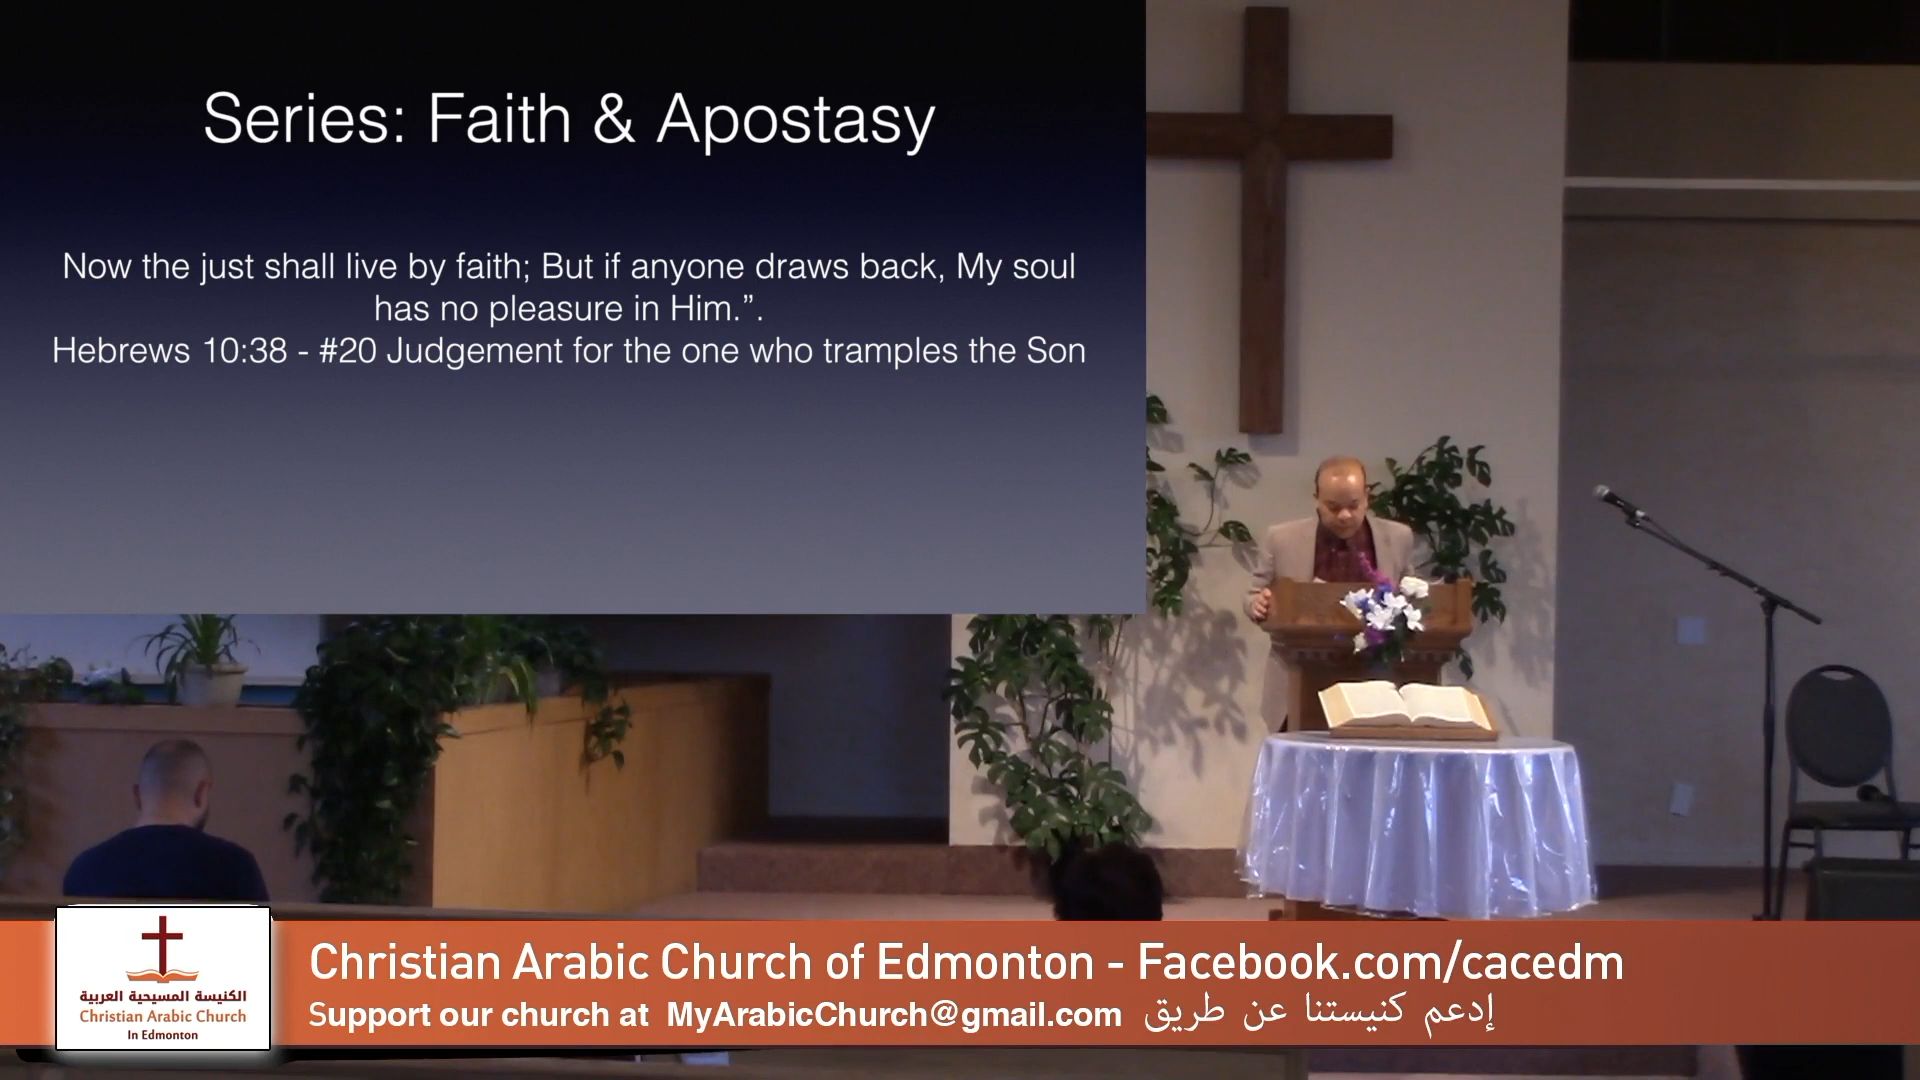 Series: Faith & Apostasy
Now the just shall live by faith; But if anyone draws back, My soul
has no pleasure in Him.”.
Hebrews 10:38 - #20 Judgement for the one who tramples the Son
Christian Arabic Church of Edmonton - Facebook.com/cacedm
Support our church at MyArabicChurch@gmail.com إدعم كنيستنا عن طريق
الكنيسة المسيحية العربية
Christian Arabic Church
In Edmonton